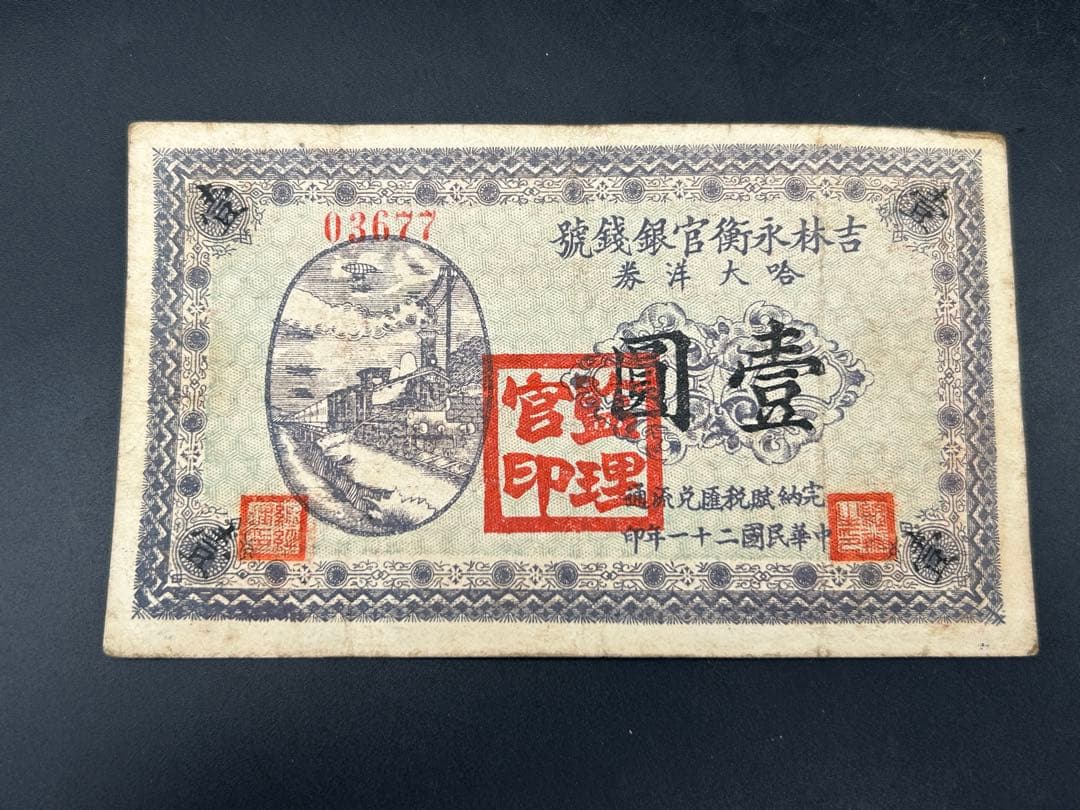 03677
吉林永衡官銀錢號
哈大洋券
壹圓
監理官印
完納賦稅匯兌流通
中華民國二十一年印